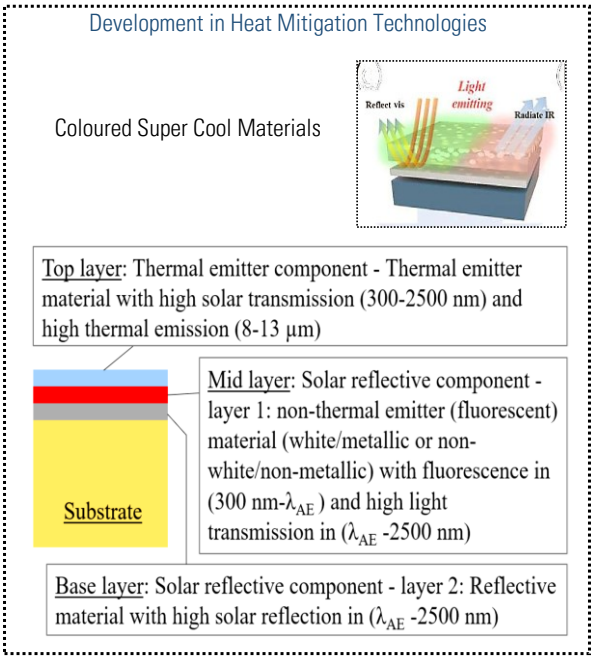 Development in Heat Mitigation Technologies
Light
emitting
Reflect vis
Radiate IR
Coloured Super Cool Materials
Top layer: Thermal emitter component - Thermal emitter
material with high solar transmission (300-2500 nm) and
high thermal emission (8-13 µm)
Mid layer: Solar reflective component -
layer 1: non-thermal emitter (fluorescent)
material (white/metallic or non-
white/non-metallic) with fluorescence in
(300 nm-λAE ) and high light
transmission in (λAE -2500 nm)
Substrate
Base layer: Solar reflective component - layer 2: Reflective
material with high solar reflection in (λAE -2500 nm)